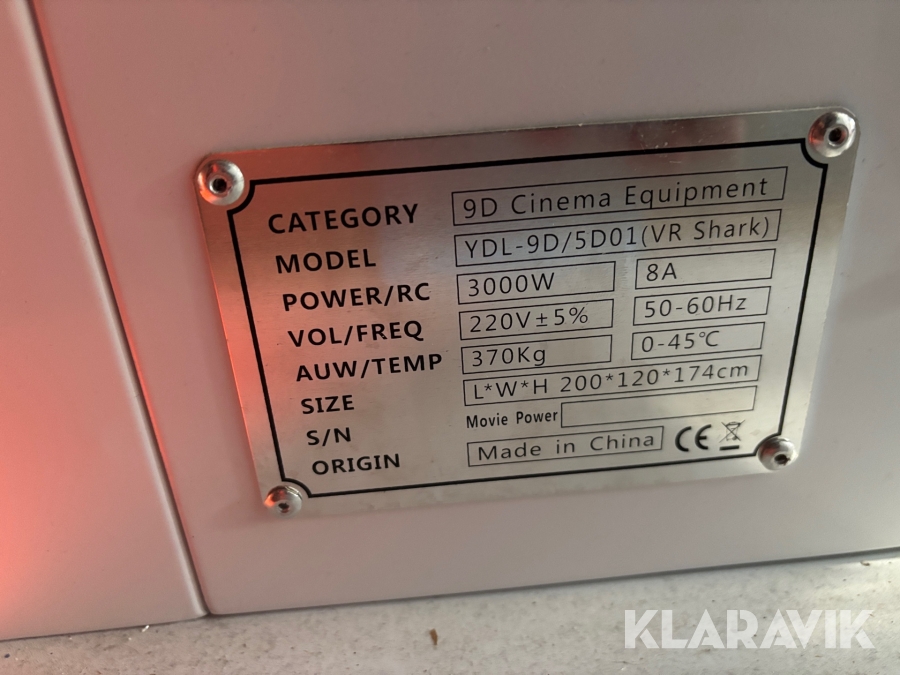 CATEGORY 9D Cinema Equipment
MODEL YDL-9D/5D01(VR Shark)
POWER/RC 3000W 8A
VOL/FREQ 220V±5% 50-60Hz
AUW/TEMP 370Kg 0-45℃
SIZE L*W*H 200*120*174cm
S/N Movie Power
ORIGIN Made in China CE
KLARAVIK